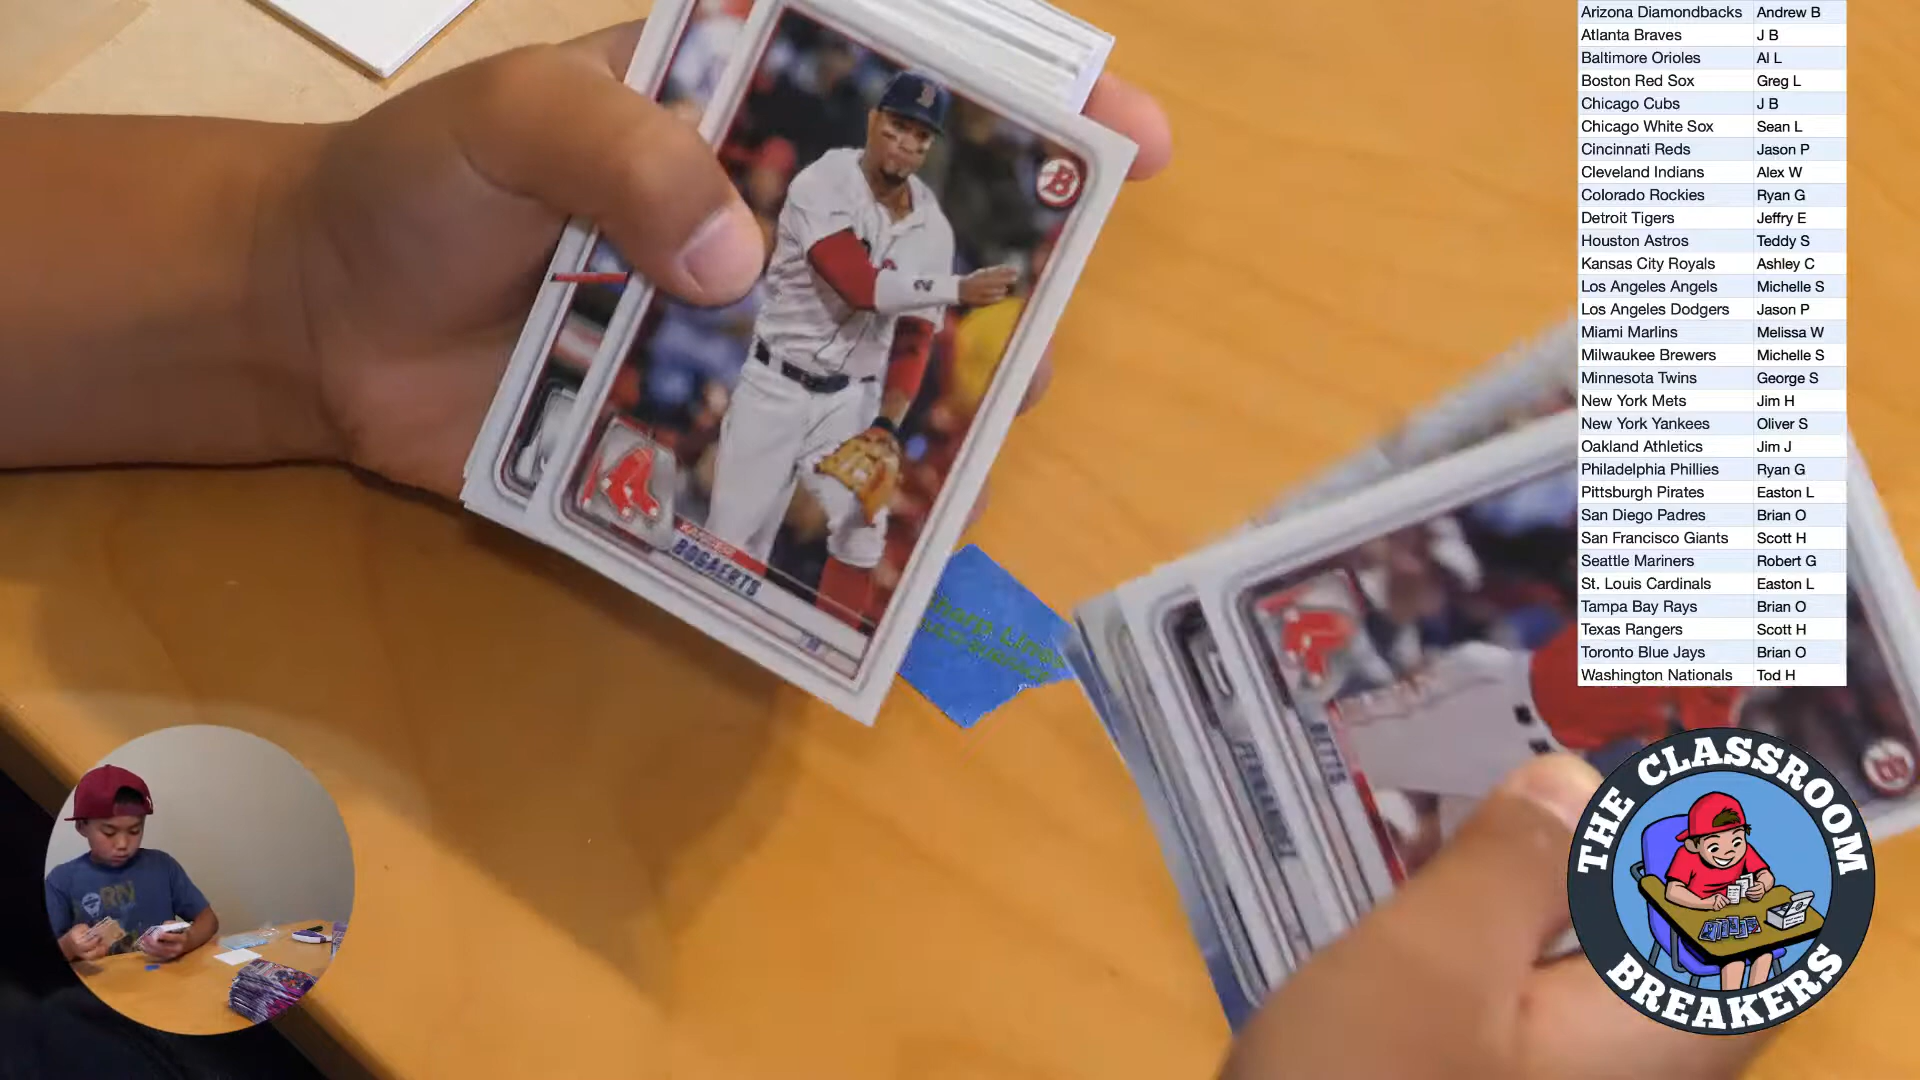 Arizona Diamondbacks Andrew B
Atlanta Braves J B
Baltimore Orioles Al L
Boston Red Sox Greg L
Chicago Cubs J B
Chicago White Sox Sean L
Cincinnati Reds Jason P
Cleveland Indians Alex W
Colorado Rockies Ryan G
Detroit Tigers Jeffry E
Houston Astros Teddy S
Kansas City Royals Ashley C
Los Angeles Angels Michelle S
Los Angeles Dodgers Jason P
Miami Marlins Melissa W
Milwaukee Brewers Michelle S
Minnesota Twins George S
New York Mets Jim H
New York Yankees Oliver S
Oakland Athletics Jim J
Philadelphia Phillies Ryan G
Pittsburgh Pirates Easton L
San Diego Padres Brian O
San Francisco Giants Scott H
Seattle Mariners Robert G
St. Louis Cardinals Easton L
Tampa Bay Rays Brian O
Texas Rangers Scott H
Toronto Blue Jays Brian O
Washington Nationals Tod H
B
B
2
XANDER
BOGAERTS
BETTS
FERNANDEZ
B
THE CLASSROOM
BREAKERS